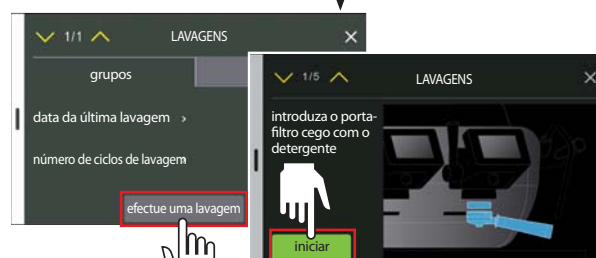 1/1
LAVAGENS
grupos
data da última lavagem
número de ciclos de lavagem
efectue uma lavagem
1/5
LAVAGENS
introduza o porta-
filtro cego com o
detergente
iniciar